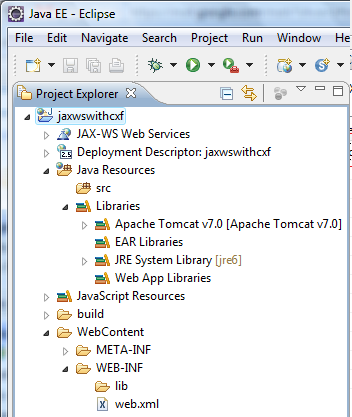 Java EE - Eclipse
File Edit Navigate Search Project Run Window
Project Explorer
jaxwswithcxf
JAX-WS Web Services
2.5 Deployment Descriptor: jaxwswithcxf
Java Resources
src
Libraries
Apache Tomcat v7.0 [Apache Tomcat v7.0]
EAR Libraries
JRE System Library [jre6]
Web App Libraries
JavaScript Resources
build
WebContent
META-INF
WEB-INF
lib
web.xml